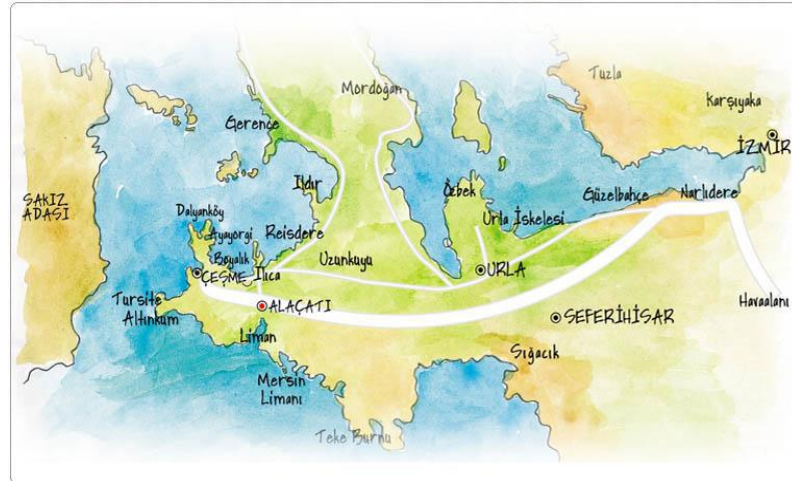 Tuzla
Mordoğan
Karşıyaka
Gerençe
İZMİR
Ildır
Özbek
Güzelbahçe
Narlıdere
SAKIZ
ADASI
Dalyanköy
Urla İskelesi
Ayayorgi
Reisdere
Boyalık
Uzunkuyu
ÇEŞME
Ilıca
URLA
Tursite
Altınkum
ALAÇATI
Havaalanı
SEFERİHİSAR
Liman
Sığacık
Mersin
Limanı
Teke Burnu